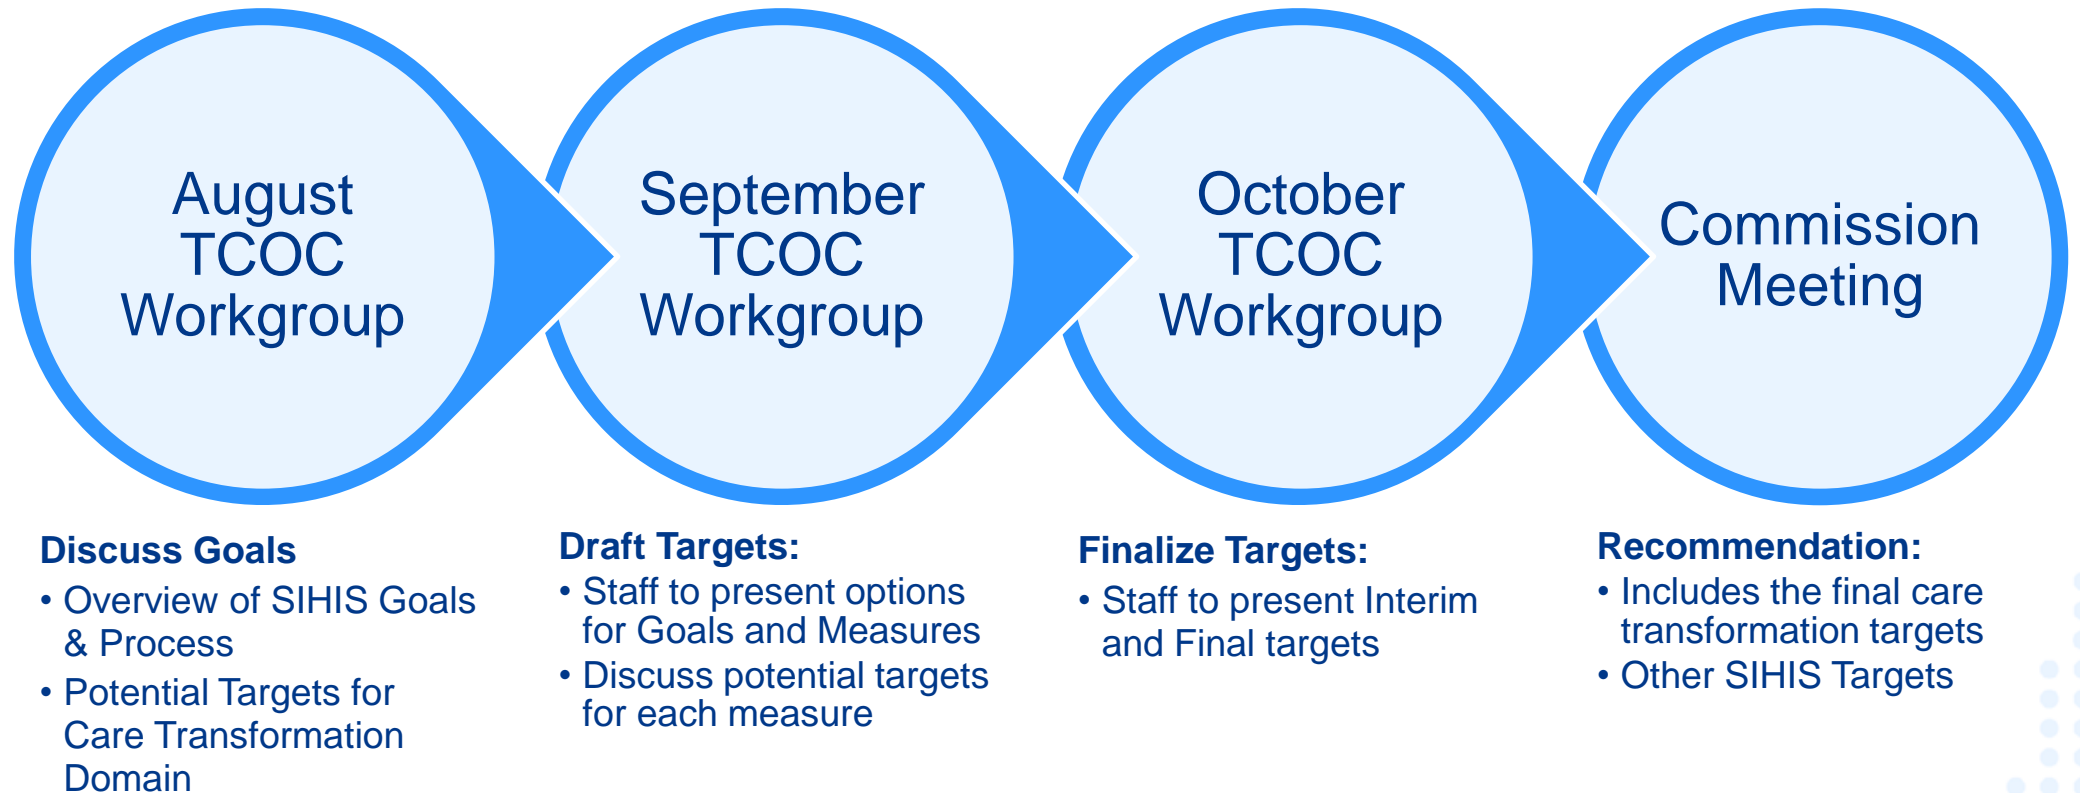 August
TCOC
Workgroup
September
TCOC
Workgroup
October
TCOC
Workgroup
Commission
Meeting
Discuss Goals
• Overview of SIHIS Goals
& Process
• Potential Targets for
Care Transformation
Domain
Draft Targets:
• Staff to present options
for Goals and Measures
• Discuss potential targets
for each measure
Finalize Targets:
• Staff to present Interim
and Final targets
Recommendation:
• Includes the final care
transformation targets
• Other SIHIS Targets